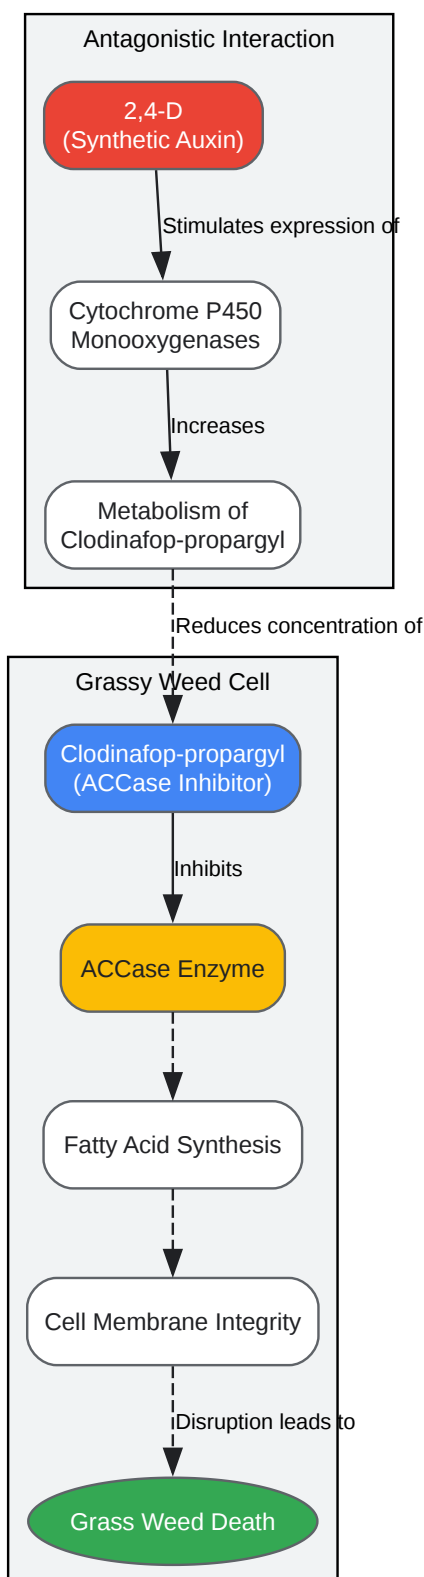 Antagonistic Interaction
2,4-D
(Synthetic Auxin)
Stimulates expression of
Cytochrome P450
Monooxygenases
Increases
Metabolism of
Clodinafop-propargyl
Reduces concentration of
Grassy Weed Cell
Clodinafop-propargyl
(ACCase Inhibitor)
Inhibits
ACCase Enzyme
Fatty Acid Synthesis
Cell Membrane Integrity
Disruption leads to
Grass Weed Death